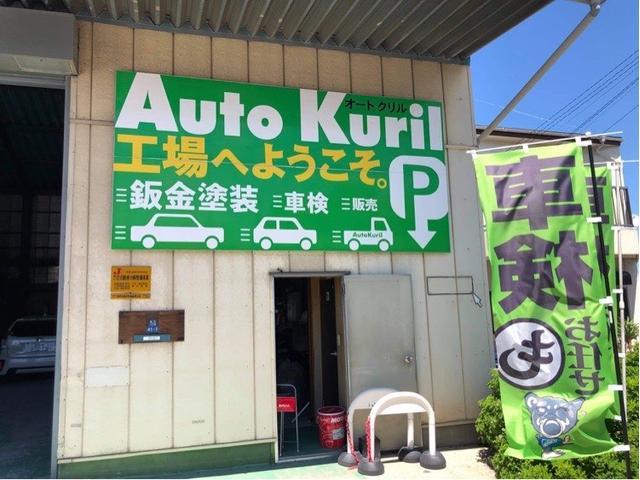 Auto Kuril
オート クリル
工場へようこそ。
P
鈑金塗装
車検
販売
AutoKuril
車検
も
お任せ